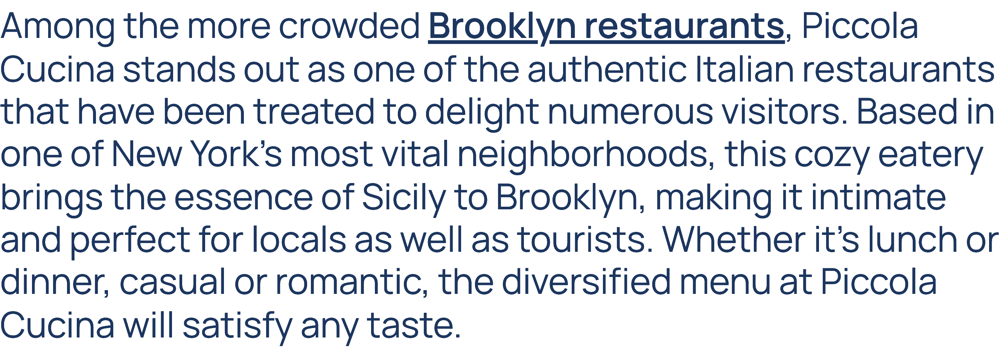 Among the more crowded Brooklyn restaurants, Piccola
Cucina stands out as one of the authentic Italian restaurants
that have been treated to delight numerous visitors. Based in
one of New York’s most vital neighborhoods, this cozy eatery
brings the essence of Sicily to Brooklyn, making it intimate
and perfect for locals as well as tourists. Whether it’s lunch or
dinner, casual or romantic, the diversified menu at Piccola
Cucina will satisfy any taste.